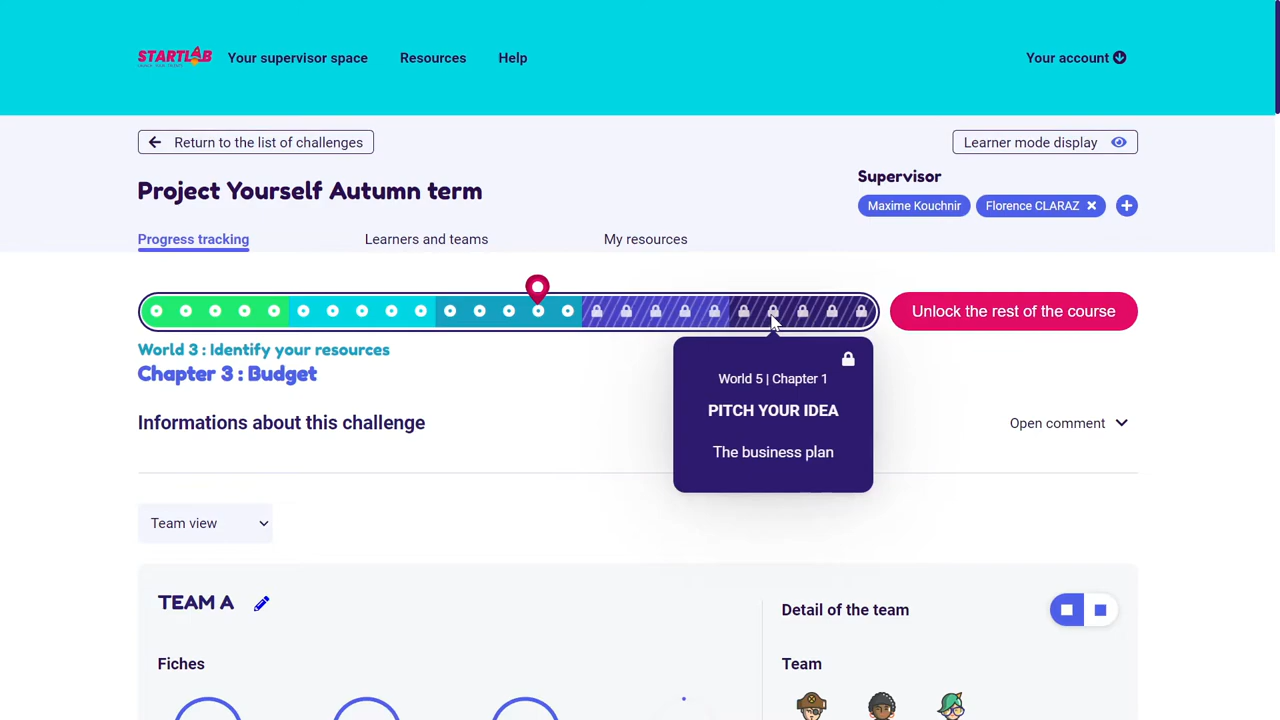 STARTLAB
Your supervisor space
Resources
Help
Your account
Return to the list of challenges
Learner mode display
Project Yourself Autumn term
Supervisor
Maxime Kouchnir
Florence CLARAZ
Progress tracking
Learners and teams
My resources
Unlock the rest of the course
World 3 : Identify your resources
Chapter 3 : Budget
World 5 | Chapter 1
PITCH YOUR IDEA
The business plan
Informations about this challenge
Open comment
Team view
TEAM A
Detail of the team
Fiches
Team